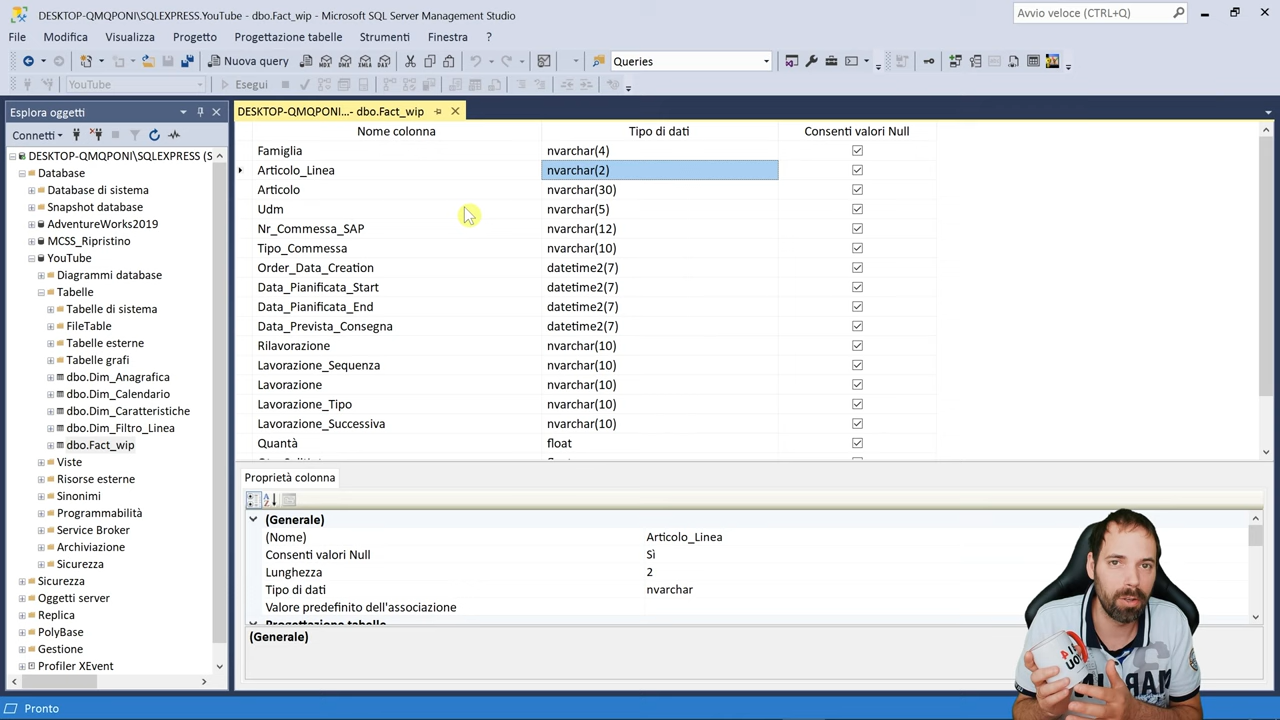 DESKTOP-QMQPONI\SQLEXPRESS.YouTube - dbo.Fact_wip - Microsoft SQL Server Management Studio
Avvio veloce (CTRL+Q)
File Modifica Visualizza Progetto Progettazione tabelle Strumenti Finestra ?
Nuova query
Queries
YouTube
Esegui
Esplora oggetti
Connetti
DESKTOP-QMQPONI\SQLEXPRESS (S
Database
Database di sistema
Snapshot database
AdventureWorks2019
MCSS_Ripristino
YouTube
Diagrammi database
Tabelle
Tabelle di sistema
FileTable
Tabelle esterne
Tabelle grafi
dbo.Dim_Anagrafica
dbo.Dim_Calendario
dbo.Dim_Caratteristiche
dbo.Dim_Filtro_Linea
dbo.Fact_wip
Viste
Risorse esterne
Sinonimi
Programmabilità
Service Broker
Archiviazione
Sicurezza
Sicurezza
Oggetti server
Replica
PolyBase
Gestione
Profiler XEvent
DESKTOP-QMQPONI...- dbo.Fact_wip
Nome colonna Tipo di dati Consenti valori Null
Famiglia nvarchar(4)
Articolo_Linea nvarchar(2)
Articolo nvarchar(30)
Udm nvarchar(5)
Nr_Commessa_SAP nvarchar(12)
Tipo_Commessa nvarchar(10)
Order_Data_Creation datetime2(7)
Data_Pianificata_Start datetime2(7)
Data_Pianificata_End datetime2(7)
Data_Prevista_Consegna datetime2(7)
Rilavorazione nvarchar(10)
Lavorazione_Sequenza nvarchar(10)
Lavorazione nvarchar(10)
Lavorazione_Tipo nvarchar(10)
Lavorazione_Successiva nvarchar(10)
Quantà float
Proprietà colonna
(Generale)
(Nome) Articolo_Linea
Consenti valori Null Sì
Lunghezza 2
Tipo di dati nvarchar
Valore predefinito dell'associazione
Progettazione tabelle
(Generale)
Pronto